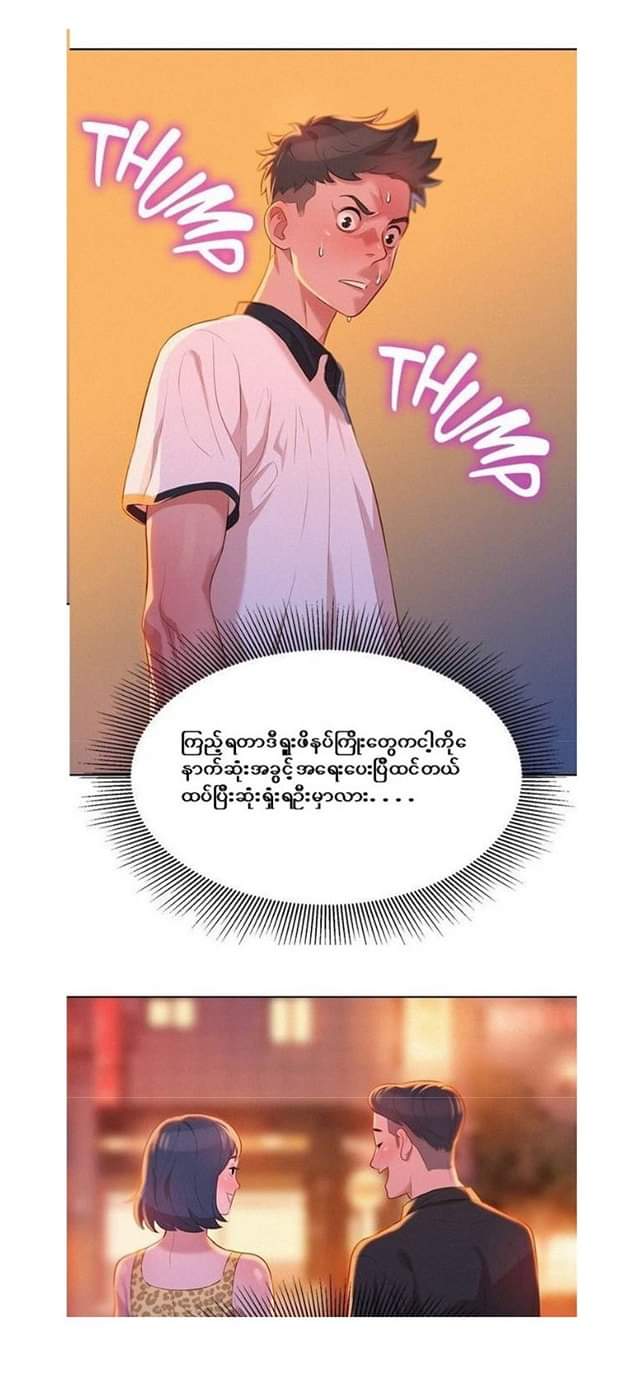 THUMP
THUMP
ကြည့်ရတာဒီရှူးဖိနပ်ကြိုးတွေကငါ့ကိုေ
နာက်ဆုံးအခွင့်အရေးပေးပြီထင်တယ်
ထပ်ပြီးဆုံးရှုံးရဦးမှာလား. . . .